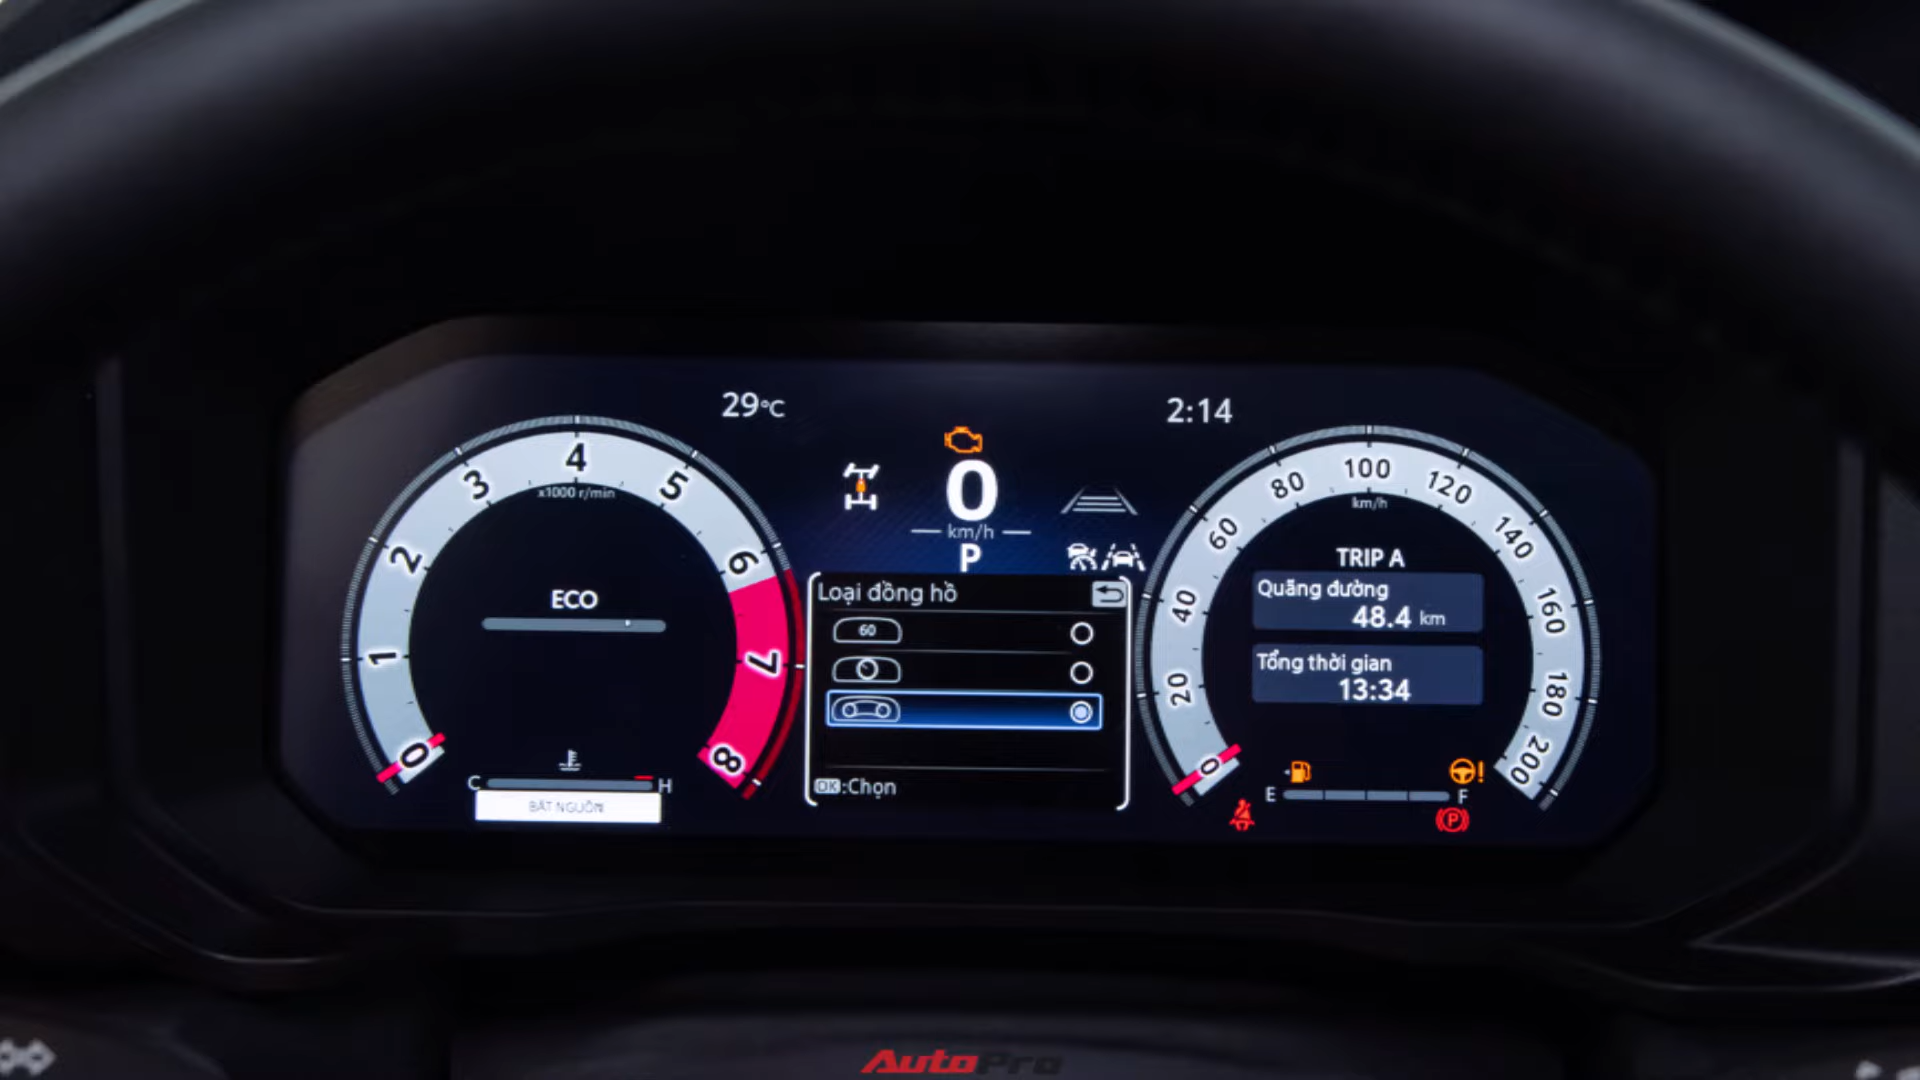 29°C
2:14
0
km/h
P
0
1
2
3
4
5
6
7
8
x1000 r/min
ECO
C
H
BẬT NGUỒN
Loại đồng hồ
60
OK:Chọn
0
20
40
60
80
100
120
140
160
180
200
km/h
TRIP A
Quãng đường
48.4 km
Tổng thời gian
13:34
E
F
!
P
AutoPro